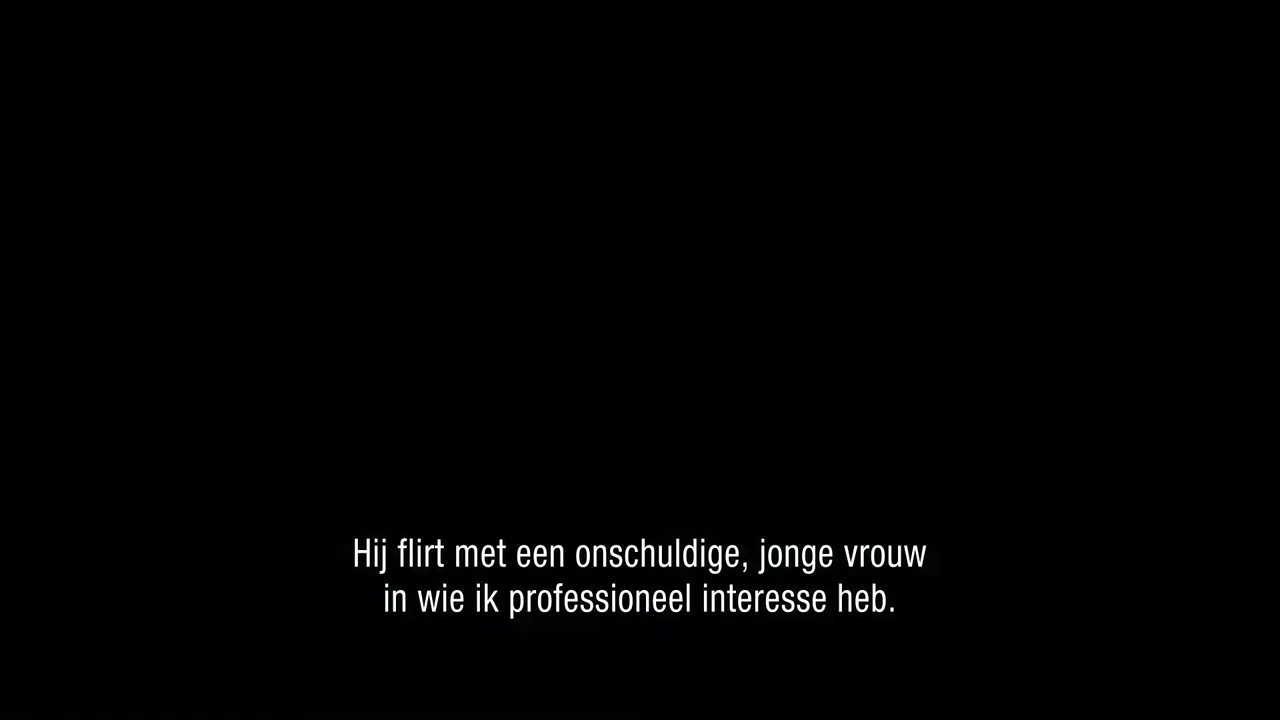 Hij flirt met een onschuldige, jonge vrouw
in wie ik professioneel interesse heb.